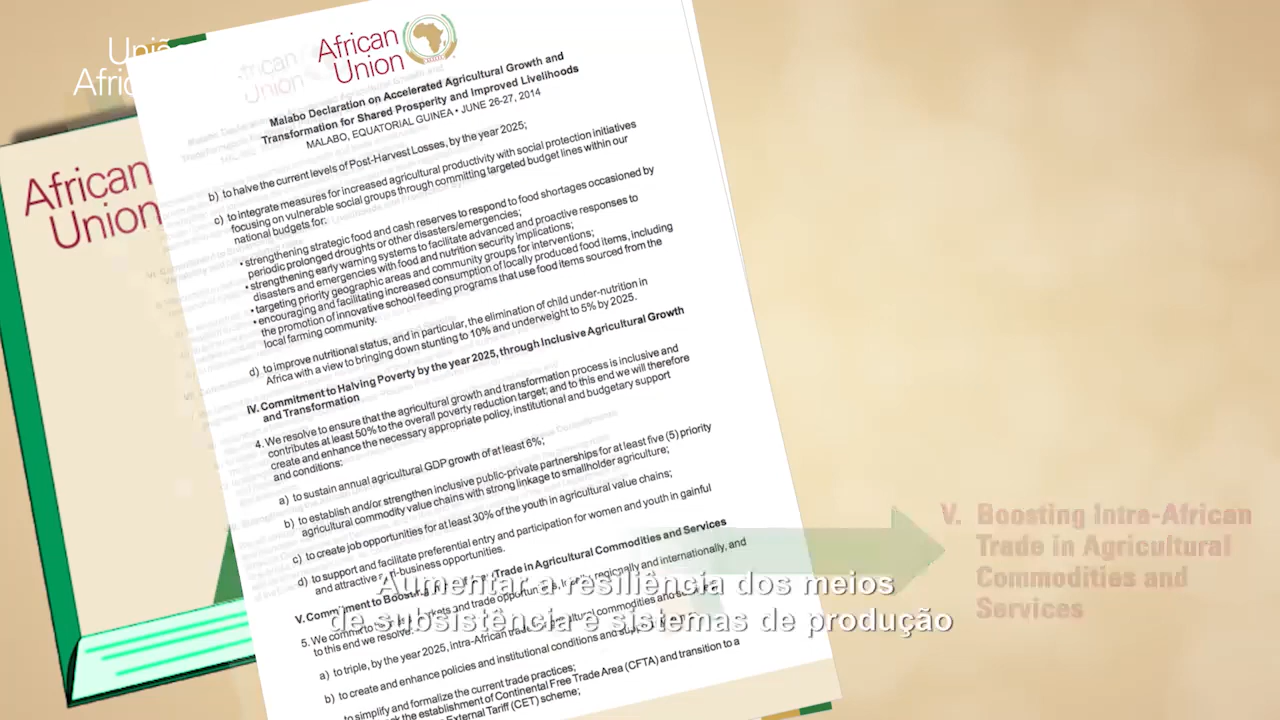 União
African
Union
African
Union
Malabo Declaration on Accelerated Agricultural Growth and
Transformation for Shared Prosperity and Improved Livelihoods
MALABO, EQUATORIAL GUINEA • JUNE 26-27, 2014
b) to halve the current levels of Post-Harvest Losses, by the year 2025;
c) to integrate measures for increased agricultural productivity with social protection initiatives
focusing on vulnerable social groups through committing targeted budget lines within our
national budgets for:
• strengthening strategic food and cash reserves to respond to food shortages occasioned by
periodic prolonged droughts or other disasters/emergencies;
• strengthening early warning systems to facilitate advanced and proactive responses to
disasters and emergencies with food and nutrition security implications;
• targeting priority geographic areas and community groups for interventions;
• encouraging and facilitating increased consumption of locally produced food items, including
the promotion of innovative school feeding programs that use food items sourced from the
local farming community.
d) to improve nutritional status, and in particular, the elimination of child under-nutrition in
Africa with a view to bringing down stunting to 10% and underweight to 5% by 2025.
IV. Commitment to Halving Poverty by the year 2025, through Inclusive Agricultural Growth
and Transformation
4. We resolve to ensure that the agricultural growth and transformation process is inclusive and
contributes at least 50% to the overall poverty reduction target; and to this end we will therefore
create and enhance the necessary appropriate policy, institutional and budgetary support
and conditions:
a) to sustain annual agricultural GDP growth of at least 6%;
b) to establish and/or strengthen inclusive public-private partnerships for at least five (5) priority
agricultural commodity value chains with strong linkage to smallholder agriculture;
c) to create job opportunities for at least 30% of the youth in agricultural value chains;
d) to support and facilitate preferential entry and participation for women and youth in gainful
and attractive agri-business opportunities.
V. Commitment to Boosting Trade in Agricultural Commodities and Services
5. We commit to markets and trade regionally and internationally, and
to this end we resolve
a) to triple, by the year 2025, intra-African trade commodities and
b) to create and enhance policies and institutional conditions and
to simplify and formalize the current trade practices;
the establishment of Continental Free Trade Area (CFTA) and transition to a
External Tariff (CET) scheme;
V. Boosting Intra-African
Trade in Agricultural
Commodities and
Services
Aumentar a resiliência dos meios
de subsistência e sistemas de produção